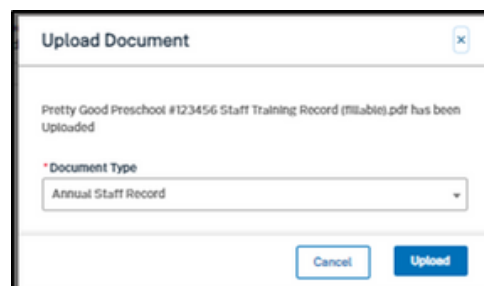 Upload Document
×
Pretty Good Preschool #123456 Staff Training Record (fillable).pdf has been
Uploaded
*Document Type
Annual Staff Record
Cancel
Upload